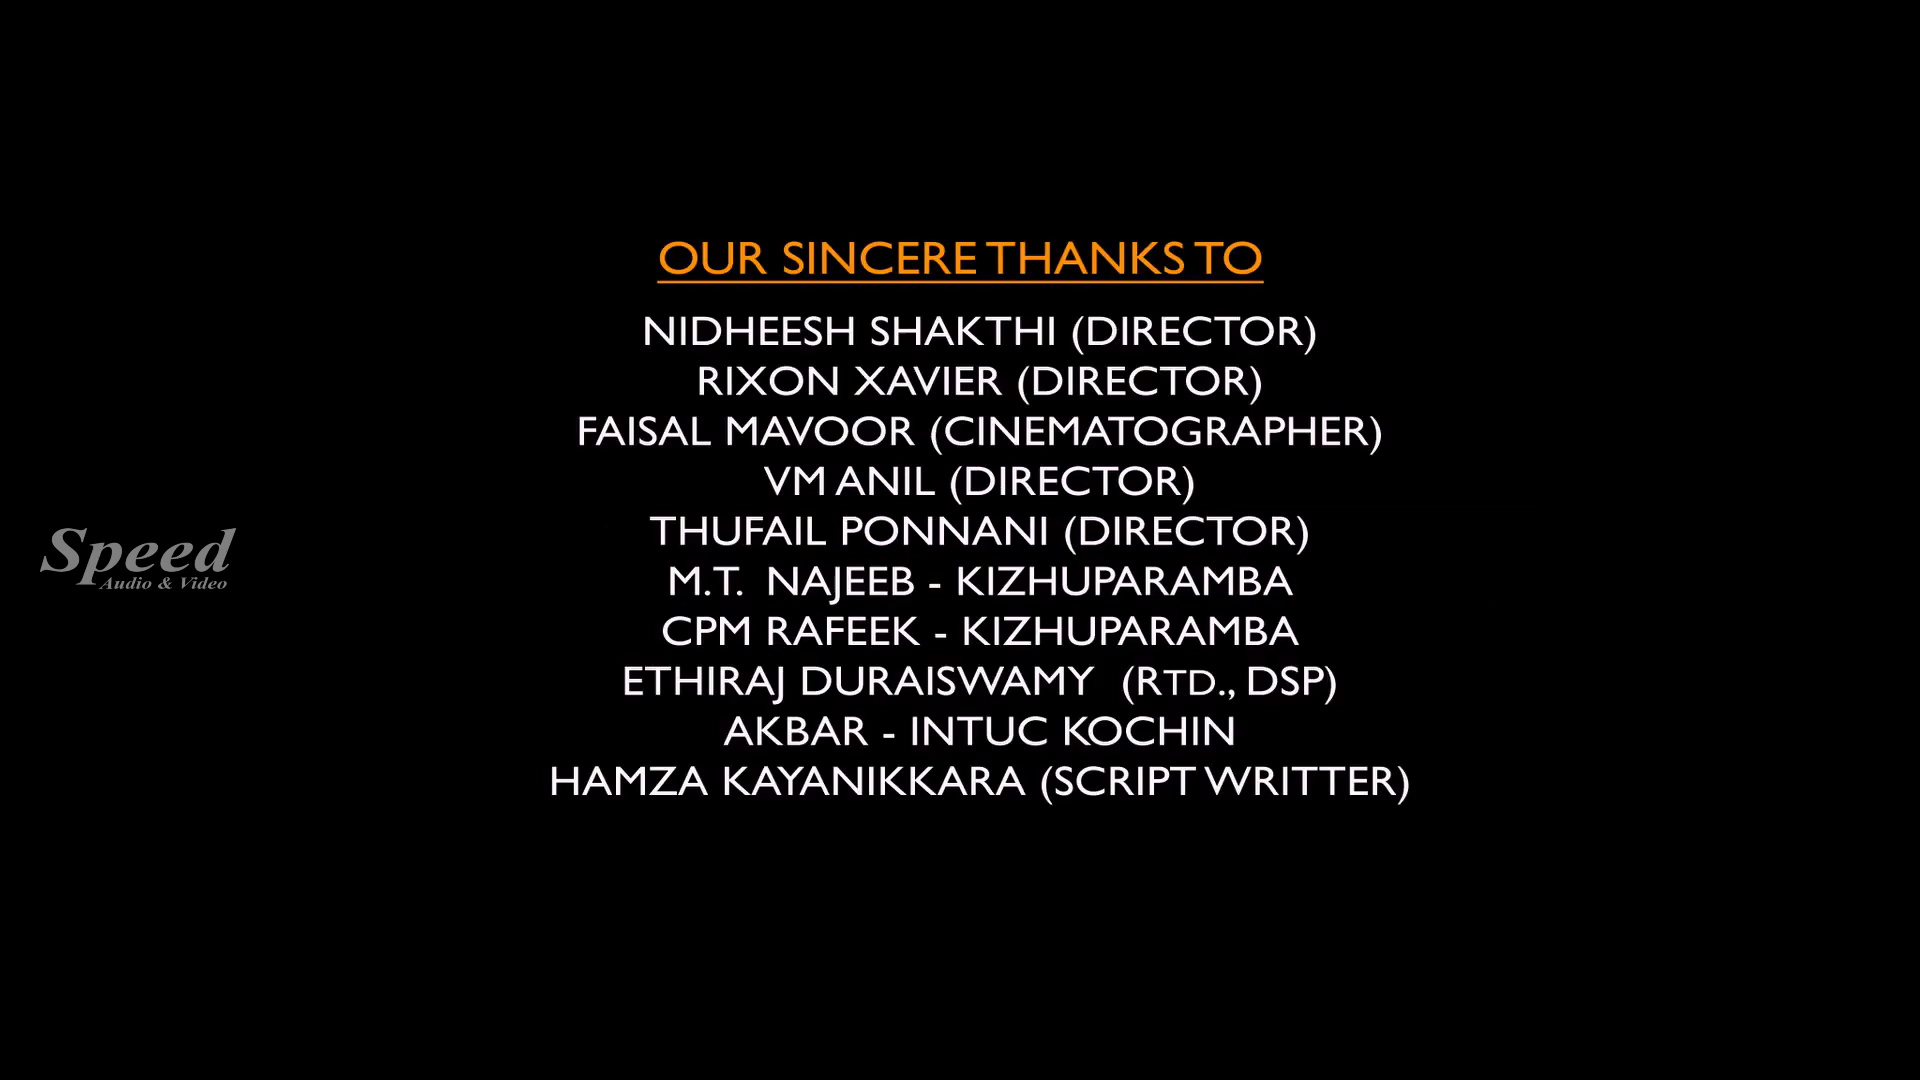 OUR SINCERE THANKS TO
NIDHEESH SHAKTHI (DIRECTOR)
RIXON XAVIER (DIRECTOR)
FAISAL MAVOOR (CINEMATOGRAPHER)
VM ANIL (DIRECTOR)
THUFAIL PONNANI (DIRECTOR)
M.T. NAJEEB - KIZHUPARAMBA
CPM RAFEEK - KIZHUPARAMBA
ETHIRAJ DURAISWAMY (RTD., DSP)
AKBAR - INTUC KOCHIN
HAMZA KAYANIKKARA (SCRIPT WRITTER)
Speed
Audio & Video